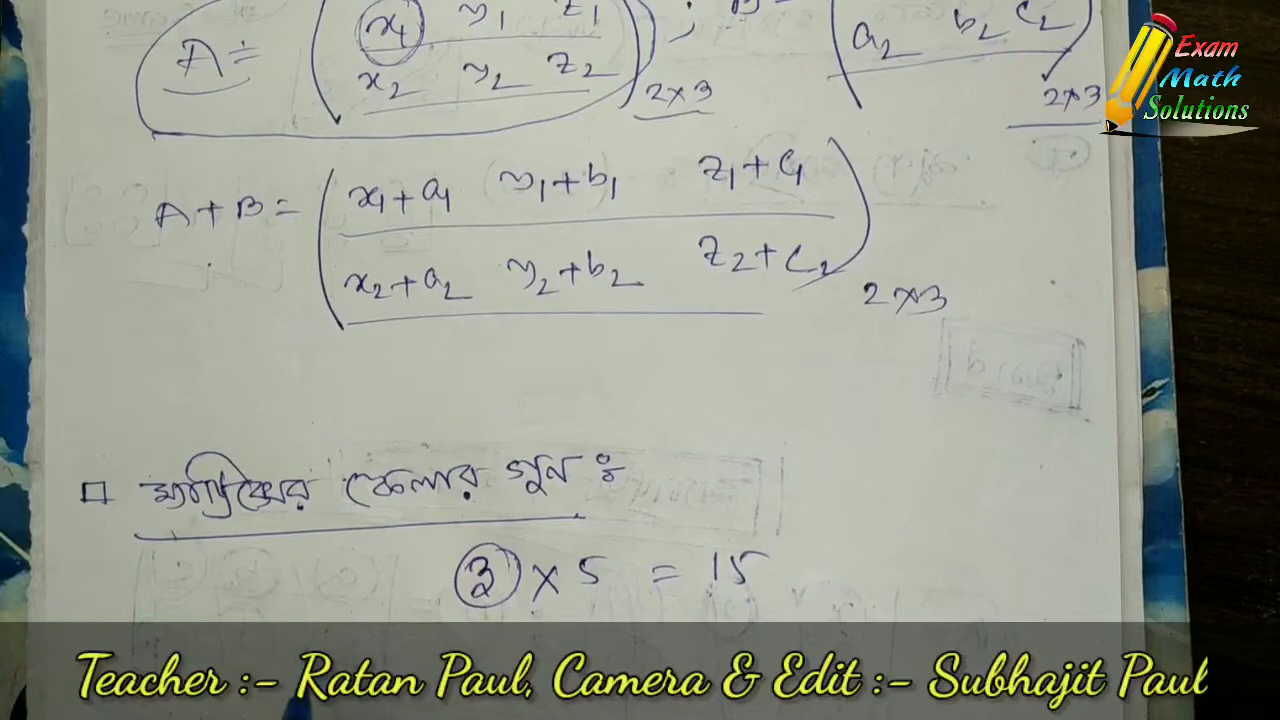 A = ( x₁ y₁ z₁ ; B =
x₂ y₂ z₂ ) 2×3
a₂ b₂ c₂ ) 2×3
Exam
Math
Solutions
A + B = ( x₁+a₁ y₁+b₁ z₁+c₁
x₂+a₂ y₂+b₂ z₂+c₂ ) 2×3
□ ম্যাট্রিক্সের স্কেলার গুন ঃ
3 × 5 = 15
Teacher :- Ratan Paul, Camera & Edit :- Subhajit Paul